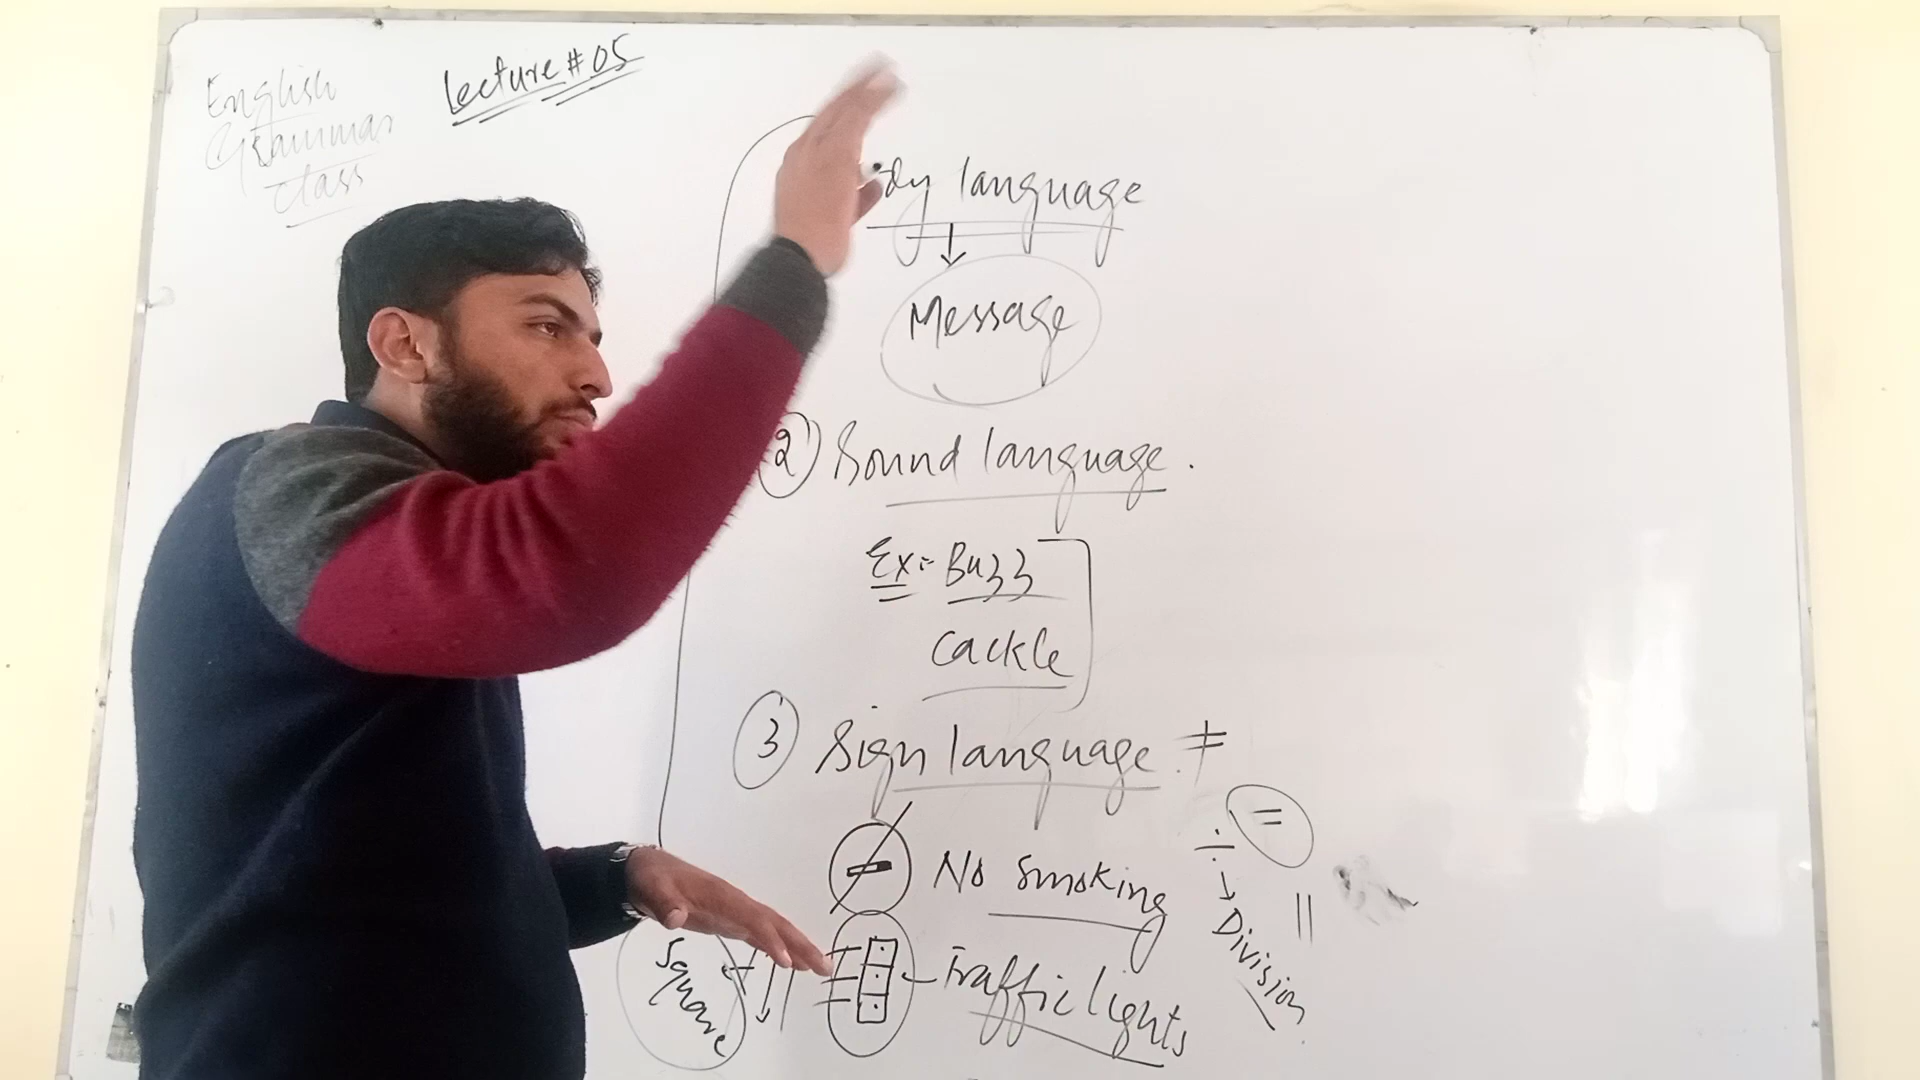 English
Grammar
class
Lecture #05
dy language
Message
2 Sound language.
Ex:- Buzz
Cackle
3 Sign language ≠
=
÷
No smoking
Division
Square
Traffic lights